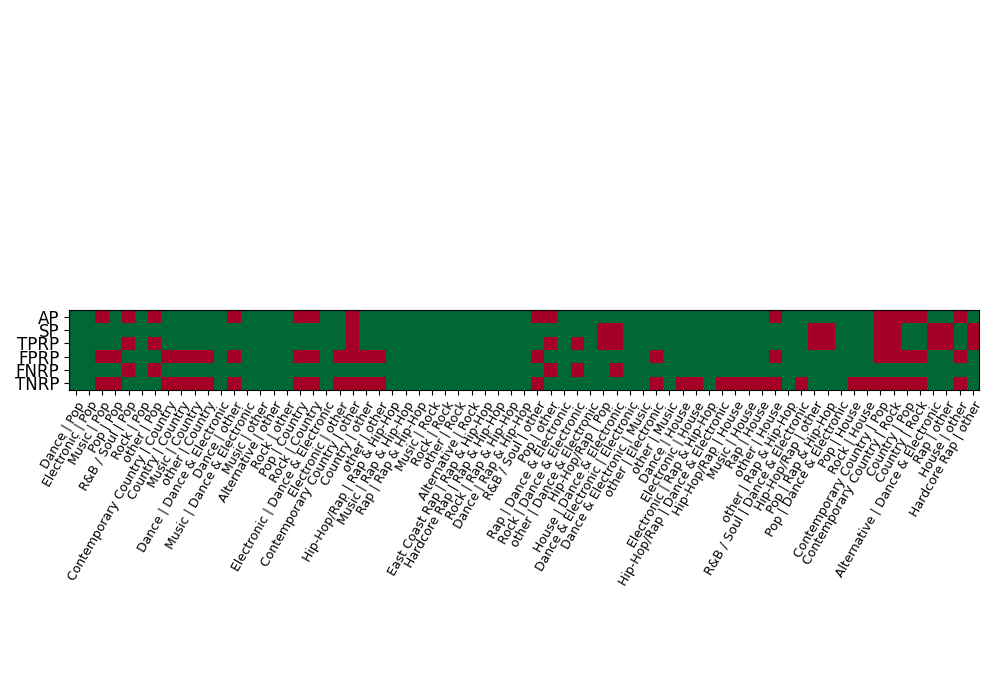 AP
SP
TPRP
FPRP
FNRP
TNRP
Dance | Pop
Electronic | Pop
Music | Pop
Pop | Pop
R&B / Soul | Pop
Rock | Pop
other | Pop
Contemporary Country | Country
Country | Country
Music | Country
other | Country
Dance | Dance & Electronic
Dance | other
Music | Dance & Electronic
Music | other
Alternative | other
Rock | other
Pop | Country
Rock | Country
Electronic | Dance & Electronic
Electronic | other
Contemporary Country | other
Country | other
other | other
Hip-Hop/Rap | Rap & Hip-Hop
Music | Rap & Hip-Hop
Rap | Rap & Hip-Hop
Music | Rock
Rock | Rock
other | Rock
Alternative | Rock
East Coast Rap | Rap & Hip-Hop
Hardcore Rap | Rap & Hip-Hop
Rock | Rap & Hip-Hop
Dance | Rap & Hip-Hop
R&B / Soul | other
Pop | other
Pop | Dance & Electronic
Rap | Dance & Electronic
Rock | Dance & Electronic
Hip-Hop/Rap | Pop
other | Dance & Electronic
House | Dance & Electronic
Dance & Electronic | Music
Dance & Electronic | Electronic
other | Music
Dance | House
Electronic | House
Electronic | Rap & Hip-Hop
Hip-Hop/Rap | Dance & Electronic
Hip-Hop/Rap | House
Music | House
Rap | House
other | House
other | Rap & Hip-Hop
R&B / Soul | Dance & Electronic
Hip-Hop/Rap | other
Pop | Rap & Hip-Hop
Pop | Dance & Electronic
Pop | House
Rock | House
Contemporary Country | Pop
Contemporary Country | Rock
Country | Pop
Country | Rock
Alternative | Dance & Electronic
Rap | other
House | other
Hardcore Rap | other